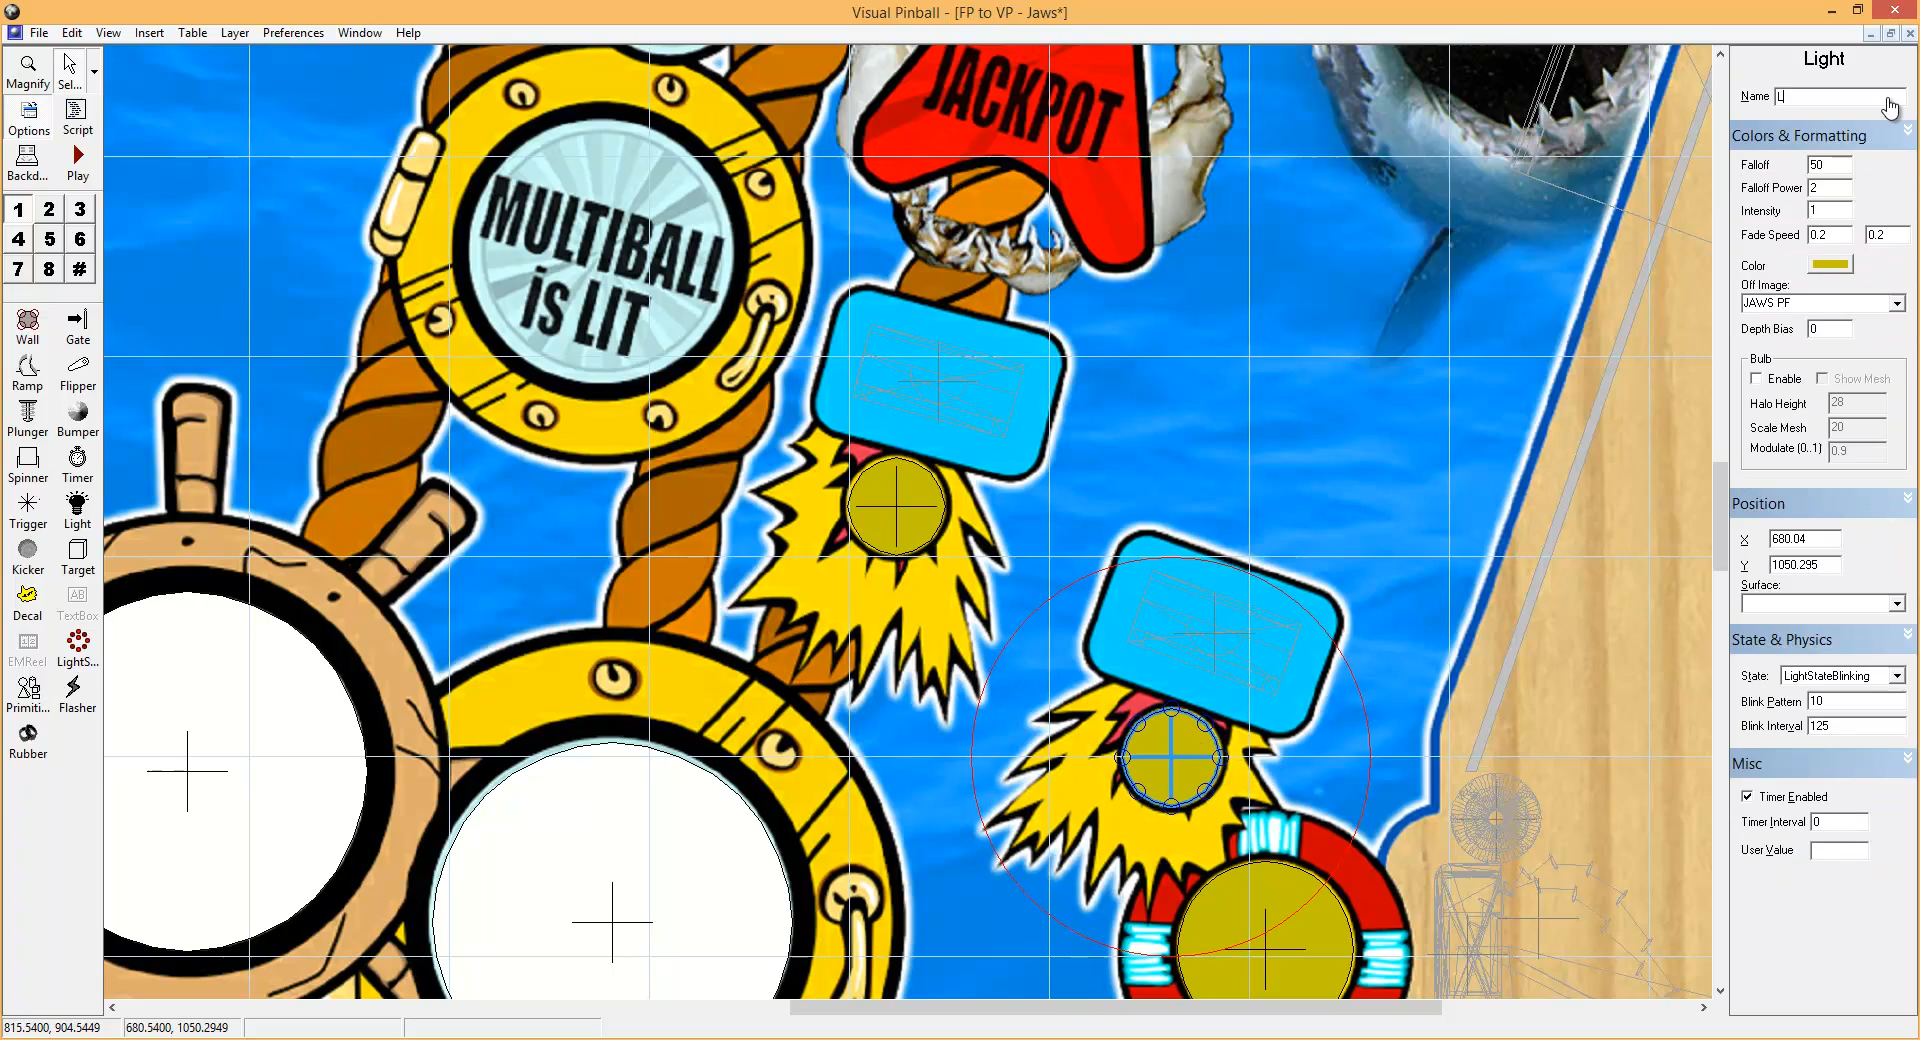 Visual Pinball - [FP to VP - Jaws*]
File Edit View Insert Table Layer Preferences Window Help
Magnify Sel...
Options Script
Backd... Play
1 2 3
4 5 6
7 8 #
Wall Gate
Ramp Flipper
Plunger Bumper
Spinner Timer
Trigger Light
Kicker Target
Decal TextBox
EMReel LightS...
Primiti... Flasher
Rubber
JACKPOT
MULTIBALL
iS LIT
Light
Name L
Colors & Formatting
Falloff 50
Falloff Power 2
Intensity 1
Fade Speed 0.2 0.2
Color
Off Image:
JAWS PF
Depth Bias 0
Bulb
Enable Show Mesh
Halo Height 28
Scale Mesh 20
Modulate (0..1) 0.9
Position
X 680.04
Y 1050.295
Surface:
State & Physics
State: LightStateBlinking
Blink Pattern 10
Blink Interval 125
Misc
Timer Enabled
Timer Interval 0
User Value
815.5400, 904.5449 680.5400, 1050.2949